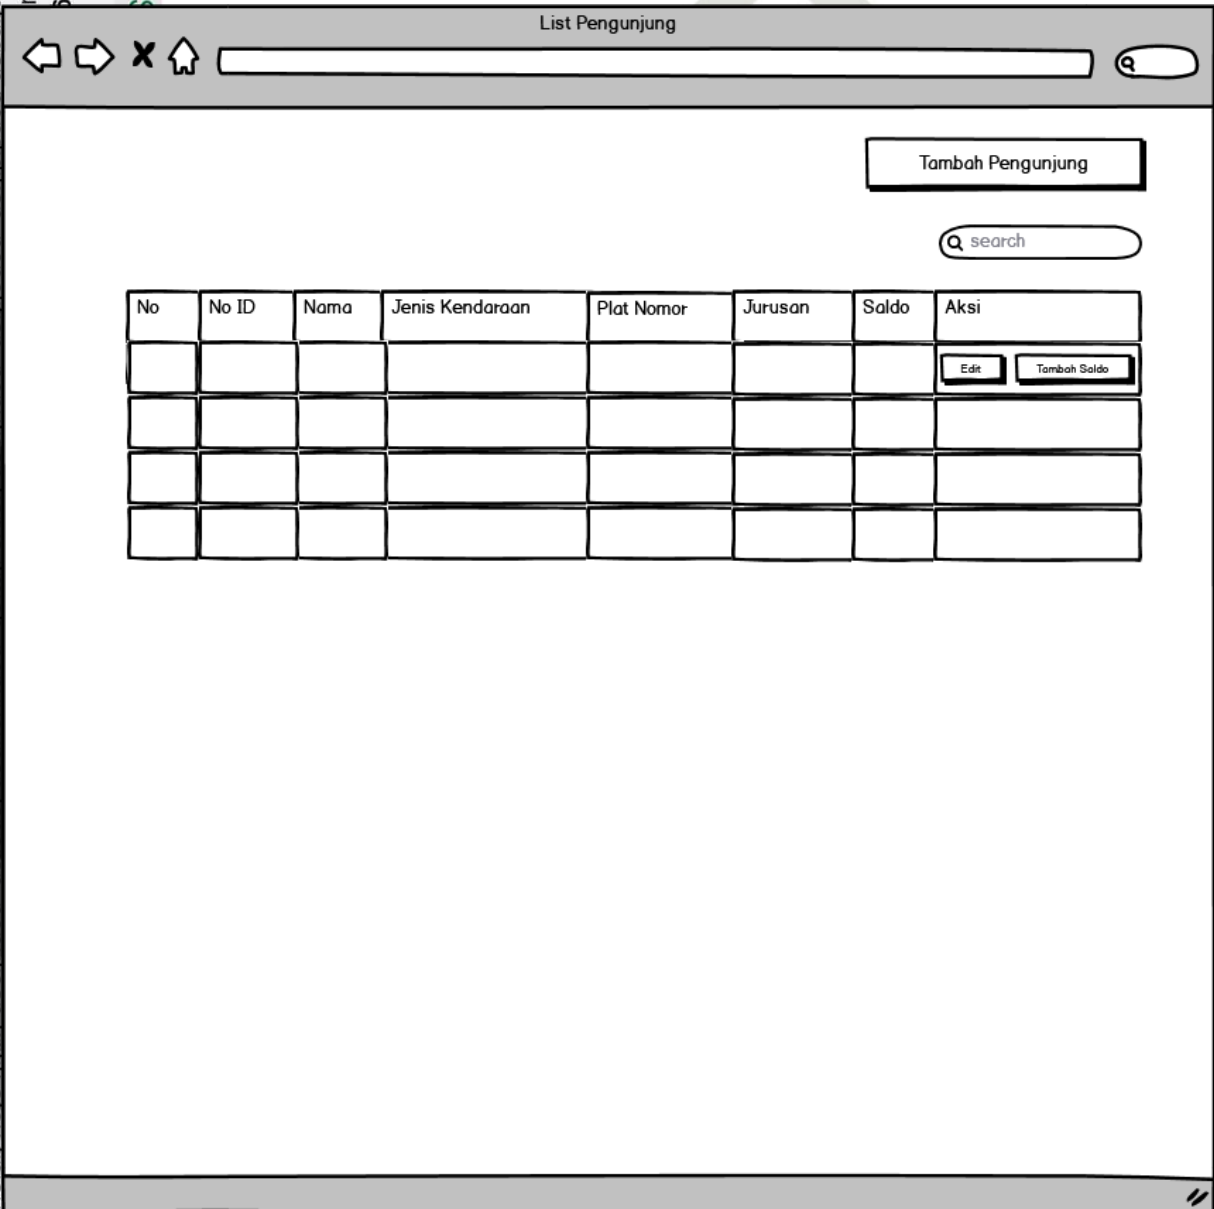 List Pengunjung
Tambah Pengunjung
search
No No ID Nama Jenis Kendaraan Plat Nomor Jurusan Saldo Aksi
Edit Tambah Saldo